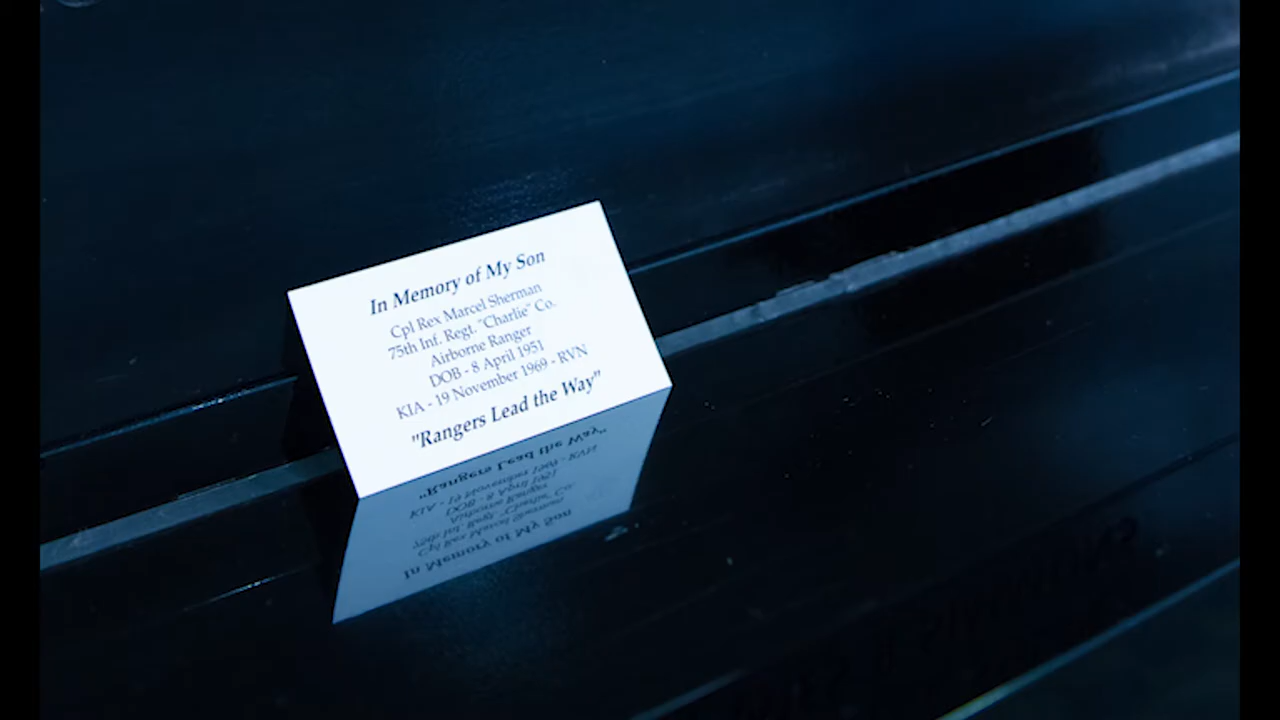 In Memory of My Son
Cpl Rex Marcel Sherman
75th Inf. Regt. "Charlie" Co.
Airborne Ranger
DOB - 8 April 1951
KIA - 19 November 1969 - RVN
"Rangers Lead the Way"